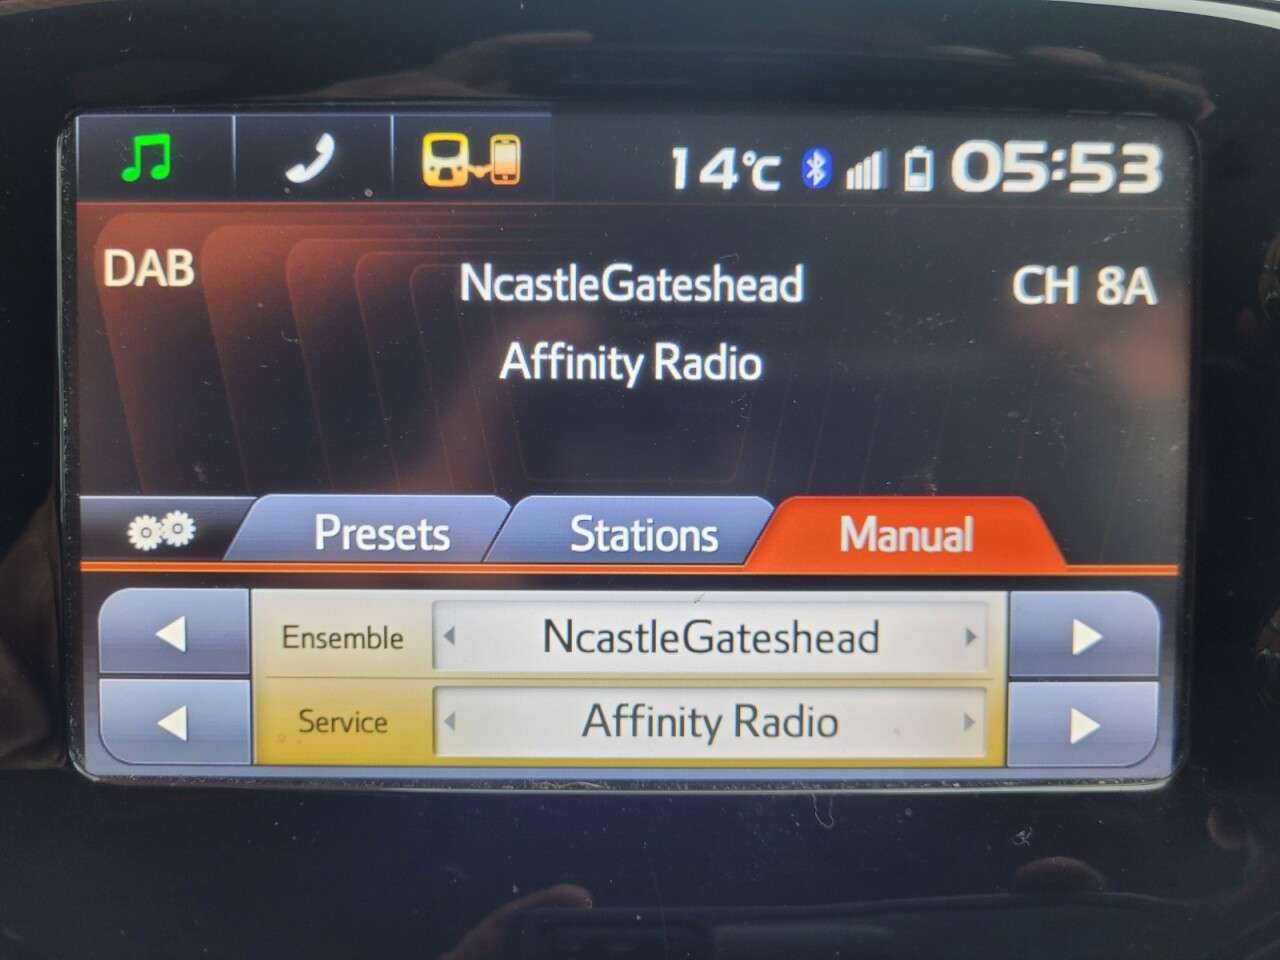 14°C 05:53
DAB NcastleGateshead CH 8A
Affinity Radio
Presets Stations Manual
Ensemble NcastleGateshead
Service Affinity Radio